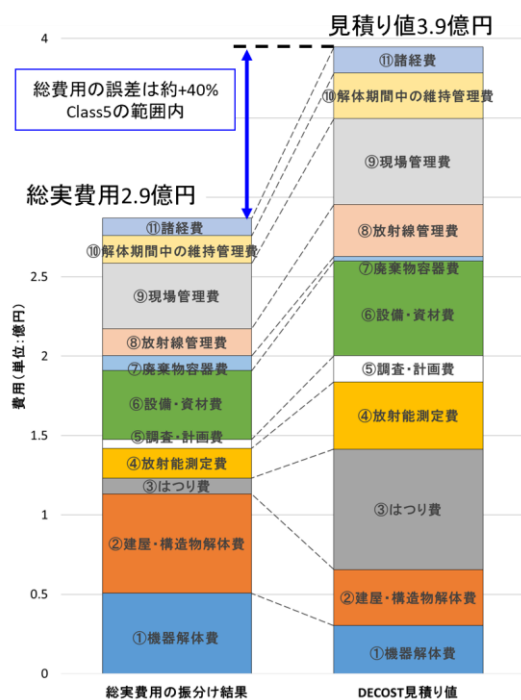 見積り値3.9億円
4
総費用の誤差は約+40%
Class5の範囲内
総実費用2.9億円
2.5
2
1.5
1
0.5
0
費用(単位:億円)
⑪諸経費
⑩解体期間中の維持管理費
⑨現場管理費
⑧放射線管理費
⑦廃棄物容器費
⑥設備・資材費
⑤調査・計画費
④放射能測定費
③はつり費
②建屋・構造物解体費
①機器解体費
総実費用の振分け結果
⑪諸経費
⑩解体期間中の維持管理費
⑨現場管理費
⑧放射線管理費
⑦廃棄物容器費
⑥設備・資材費
⑤調査・計画費
④放射能測定費
③はつり費
②建屋・構造物解体費
①機器解体費
DECOST見積り値